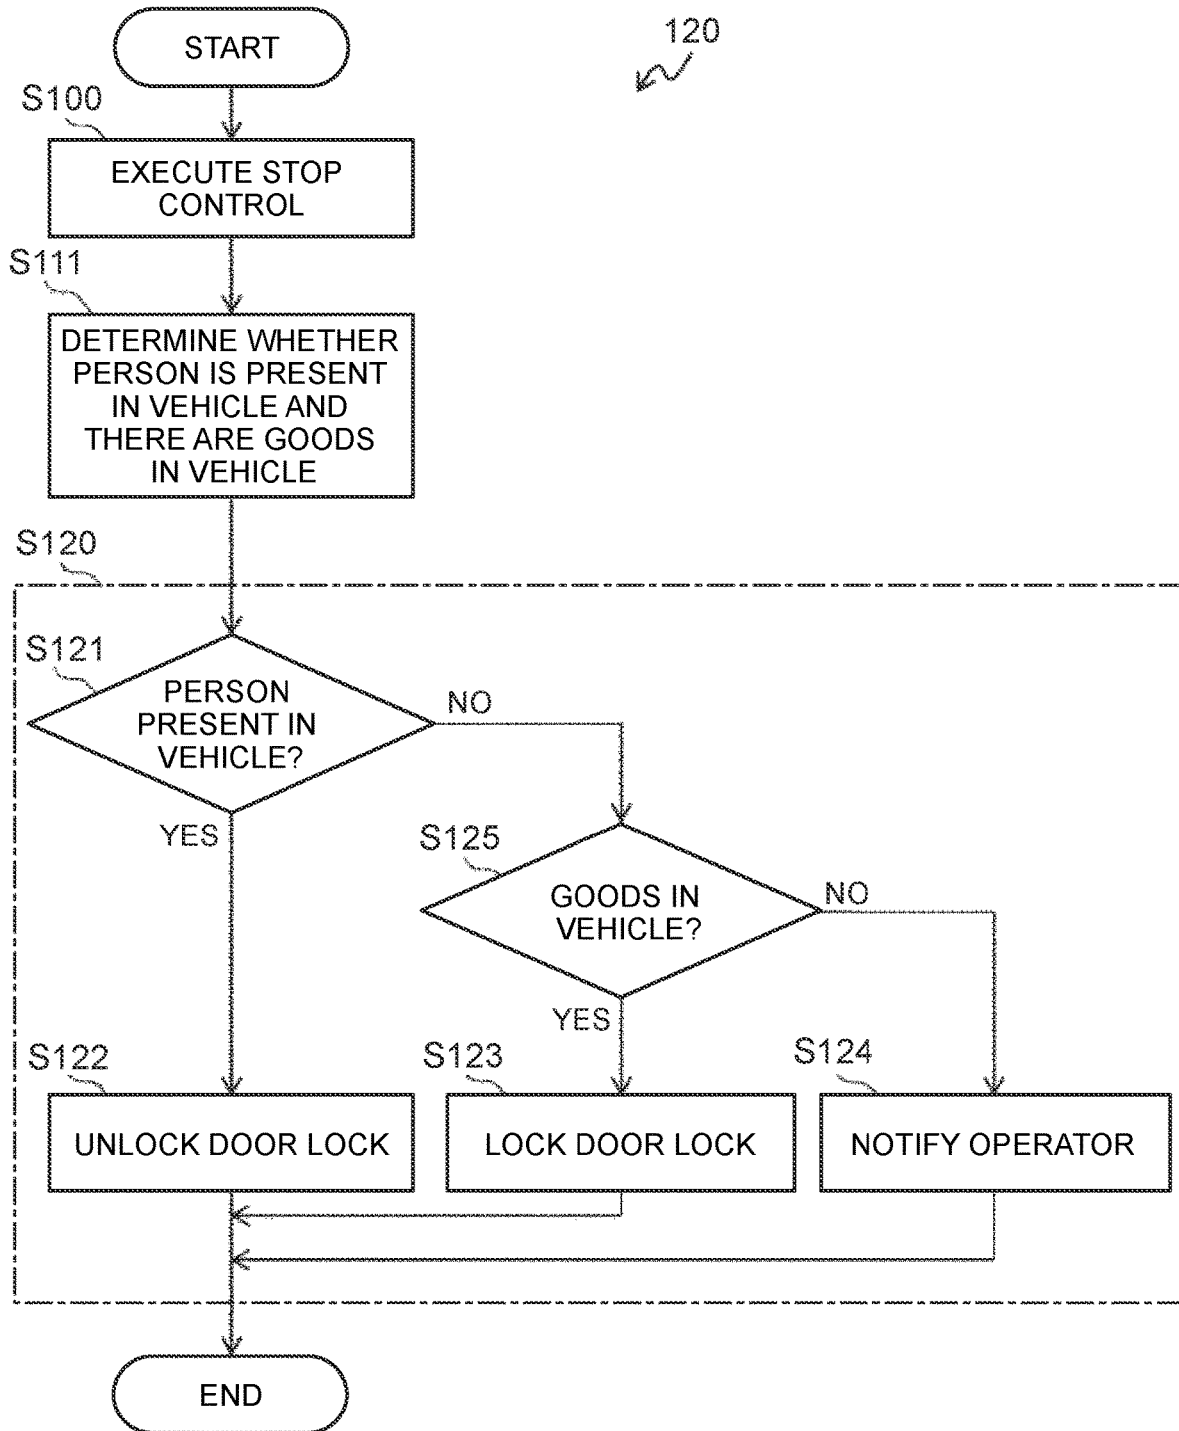 START
120
S100
EXECUTE STOP
CONTROL
S111
DETERMINE WHETHER
PERSON IS PRESENT
IN VEHICLE AND
THERE ARE GOODS
IN VEHICLE
S120
S121
PERSON
PRESENT IN
VEHICLE?
NO
YES
S125
GOODS IN
VEHICLE?
NO
YES
S122
UNLOCK DOOR LOCK
S123
LOCK DOOR LOCK
S124
NOTIFY OPERATOR
END